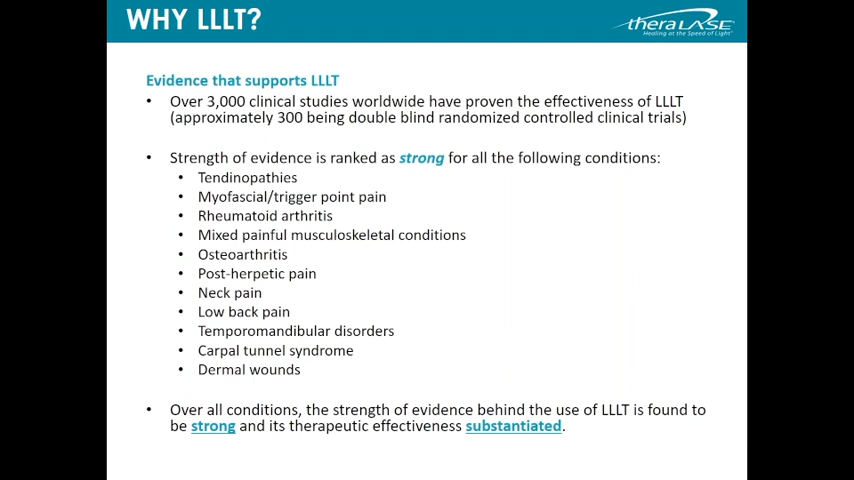 WHY LLLT?
theraLASE
Healing at the Speed of Light
Evidence that supports LLLT
• Over 3,000 clinical studies worldwide have proven the effectiveness of LLLT
(approximately 300 being double blind randomized controlled clinical trials)
• Strength of evidence is ranked as strong for all the following conditions:
• Tendinopathies
• Myofascial/trigger point pain
• Rheumatoid arthritis
• Mixed painful musculoskeletal conditions
• Osteoarthritis
• Post-herpetic pain
• Neck pain
• Low back pain
• Temporomandibular disorders
• Carpal tunnel syndrome
• Dermal wounds
• Over all conditions, the strength of evidence behind the use of LLLT is found to
be strong and its therapeutic effectiveness substantiated.